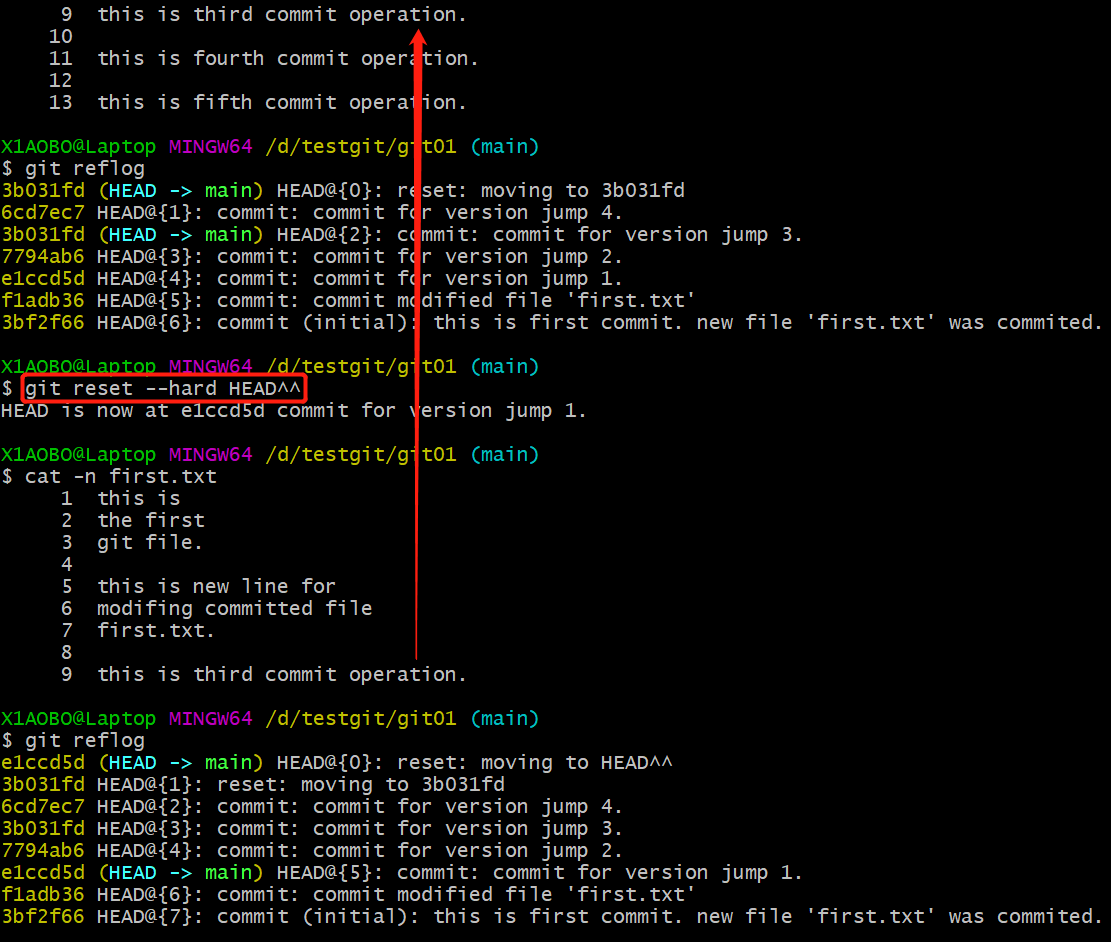 9  this is third commit operation.
10
11  this is fourth commit operation.
12
13  this is fifth commit operation.
X1AOBO@Laptop MINGW64 /d/testgit/git01 (main)
$ git reflog
3b031fd (HEAD -> main) HEAD@{0}: reset: moving to 3b031fd
6cd7ec7 HEAD@{1}: commit: commit for version jump 4.
3b031fd (HEAD -> main) HEAD@{2}: commit: commit for version jump 3.
7794ab6 HEAD@{3}: commit: commit for version jump 2.
e1ccd5d HEAD@{4}: commit: commit for version jump 1.
f1adb36 HEAD@{5}: commit: commit modified file 'first.txt'
3bf2f66 HEAD@{6}: commit (initial): this is first commit. new file 'first.txt' was commited.
X1AOBO@Laptop MINGW64 /d/testgit/git01 (main)
$ git reset --hard HEAD^^
HEAD is now at e1ccd5d commit for version jump 1.
X1AOBO@Laptop MINGW64 /d/testgit/git01 (main)
$ cat -n first.txt
1  this is
2  the first
3  git file.
4
5  this is new line for
6  modifing committed file
7  first.txt.
8
9  this is third commit operation.
X1AOBO@Laptop MINGW64 /d/testgit/git01 (main)
$ git reflog
e1ccd5d (HEAD -> main) HEAD@{0}: reset: moving to HEAD^^
3b031fd HEAD@{1}: reset: moving to 3b031fd
6cd7ec7 HEAD@{2}: commit: commit for version jump 4.
3b031fd HEAD@{3}: commit: commit for version jump 3.
7794ab6 HEAD@{4}: commit: commit for version jump 2.
e1ccd5d (HEAD -> main) HEAD@{5}: commit: commit for version jump 1.
f1adb36 HEAD@{6}: commit: commit modified file 'first.txt'
3bf2f66 HEAD@{7}: commit (initial): this is first commit. new file 'first.txt' was commited.